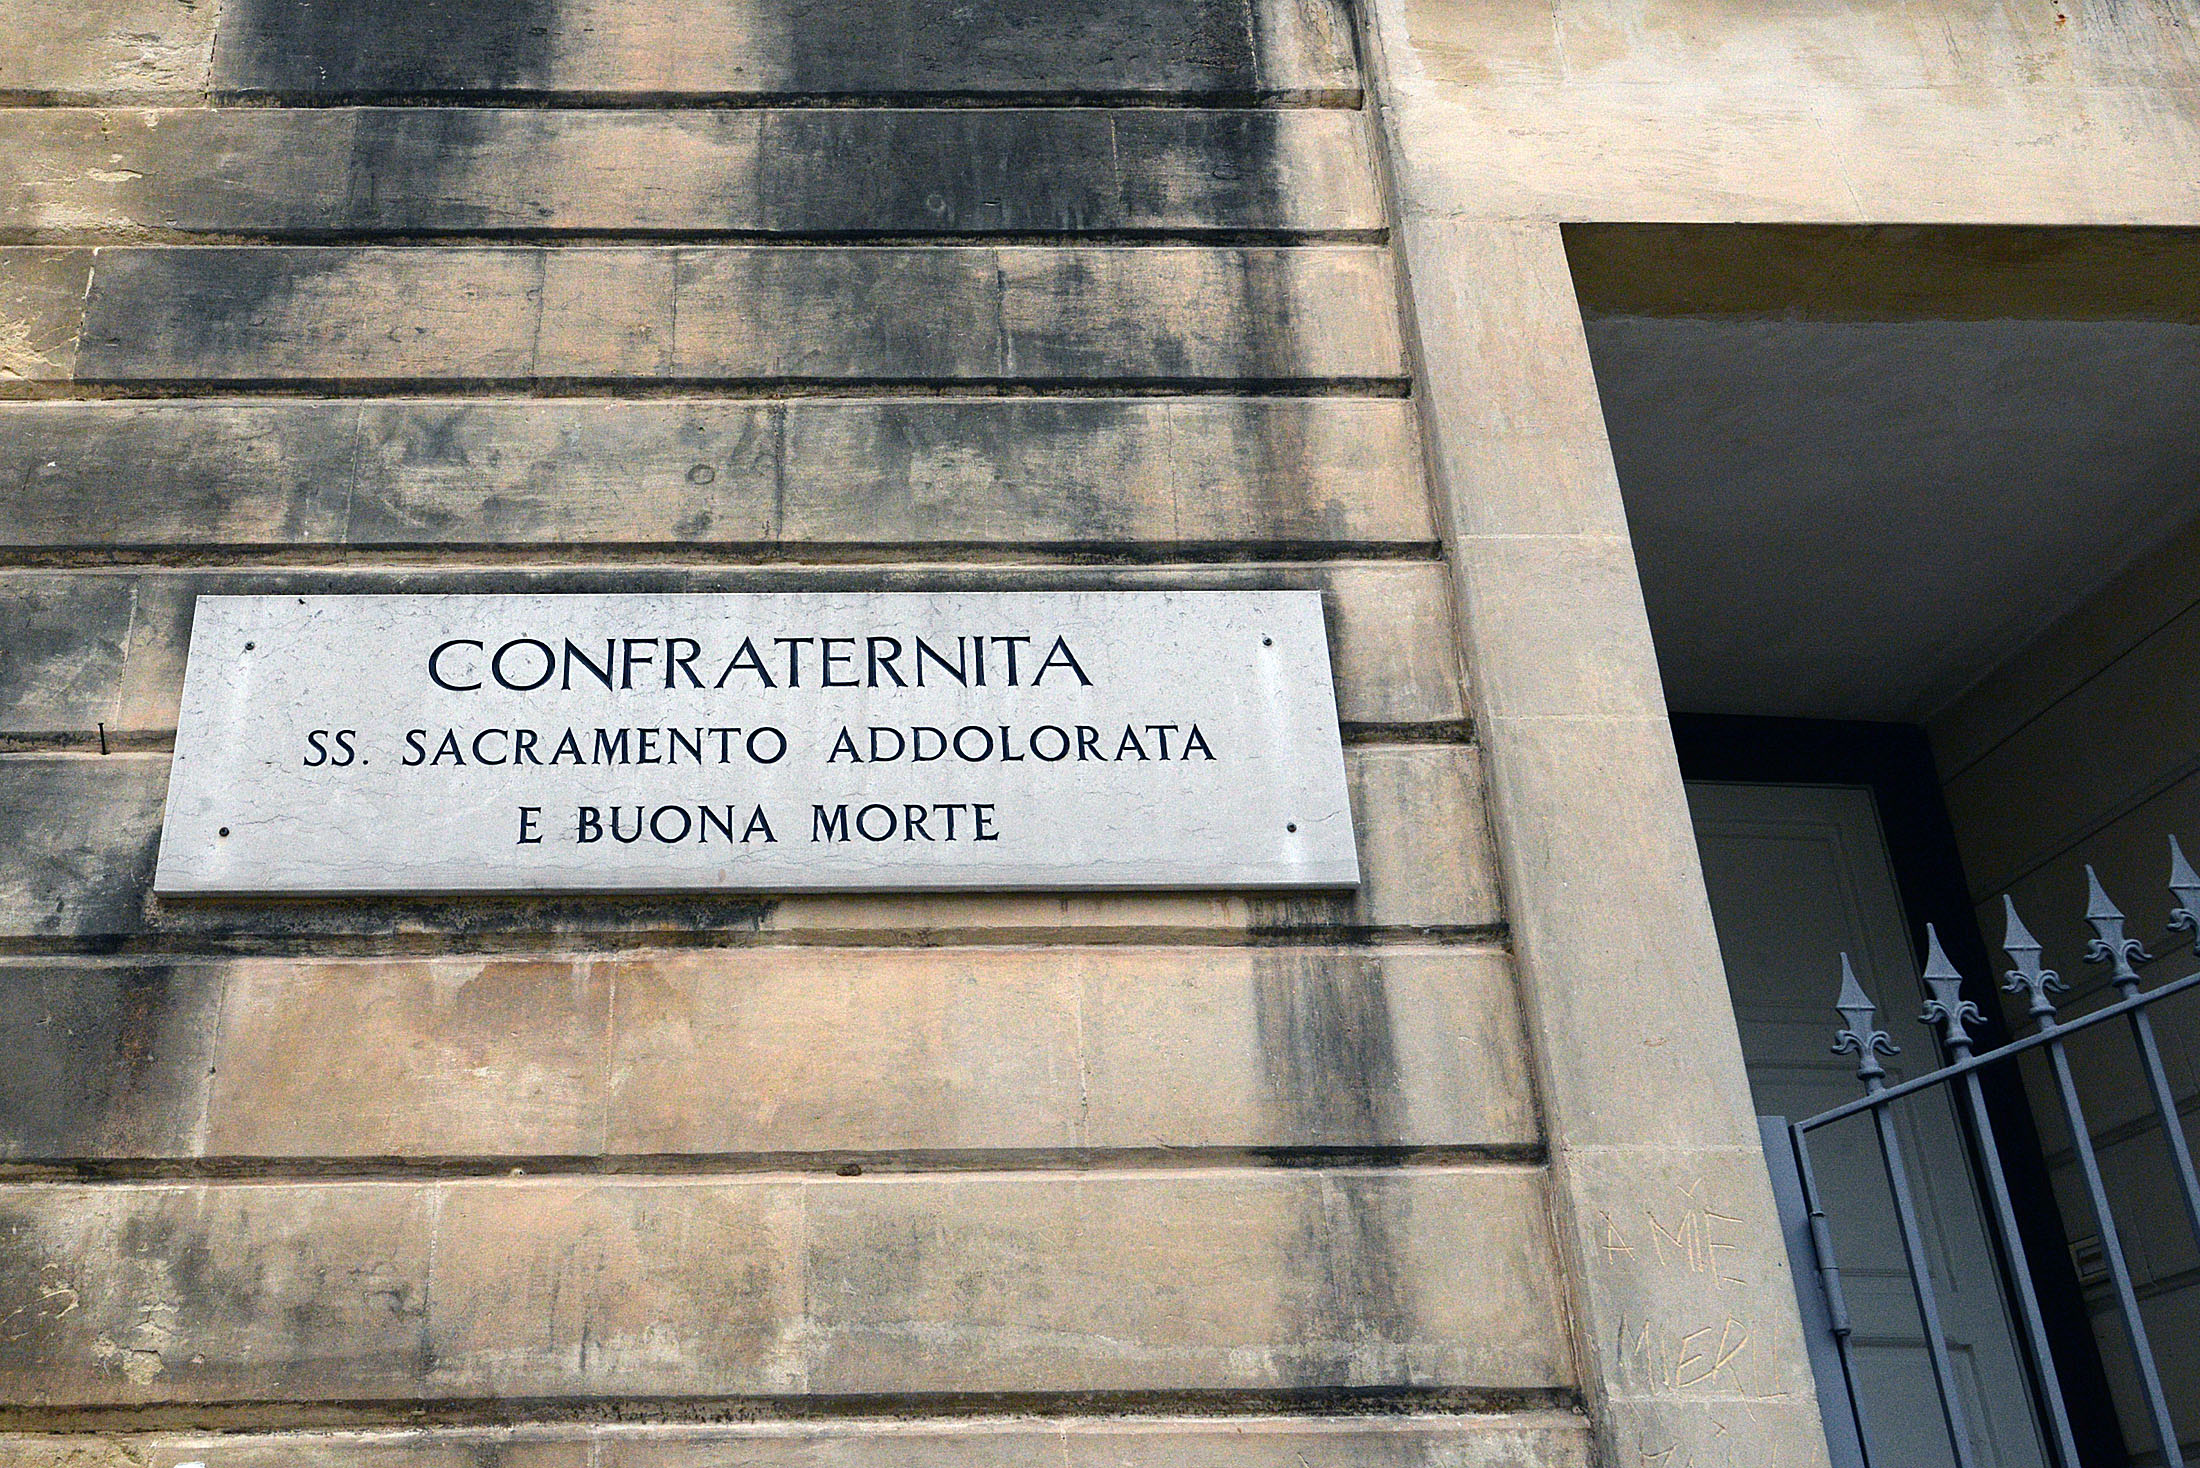 CONFRATERNITA
SS. SACRAMENTO ADDOLORATA
E BUONA MORTE